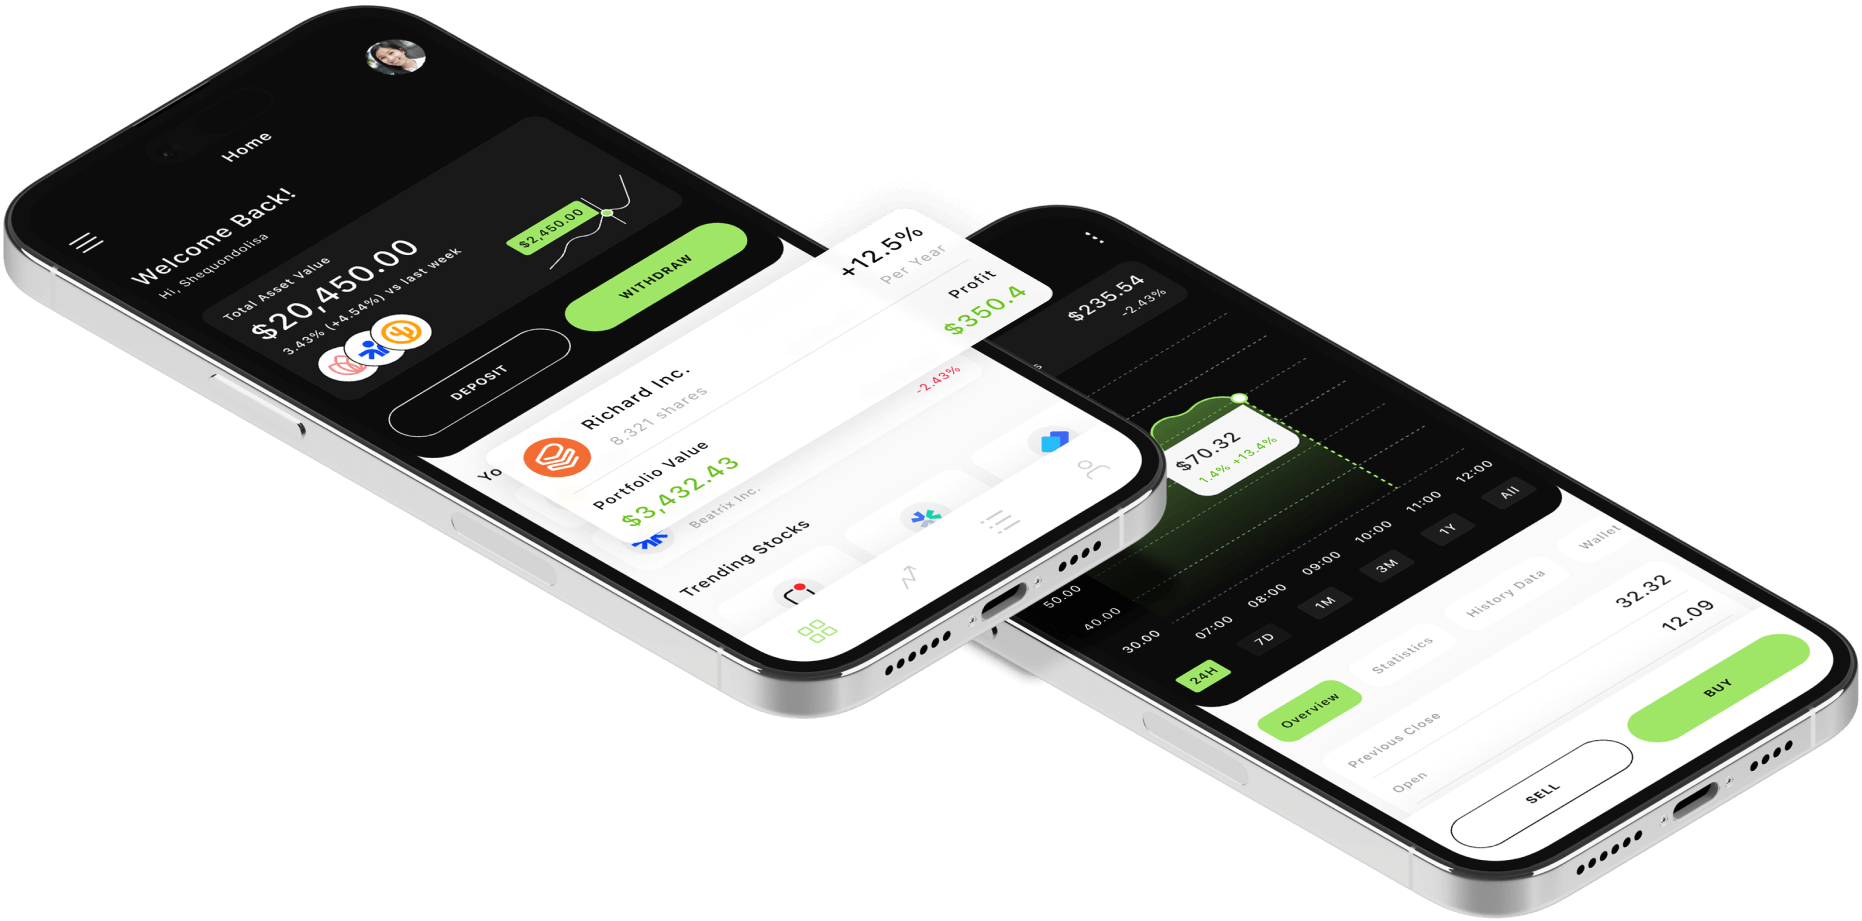 Home
Welcome Back!
Hi, Shequondolisa
Total Asset Value
$20,450.00
3.43% (+4.54%) vs last week
$2,450.00
DEPOSIT
WITHDRAW
Yo
Richard Inc.
8.321 shares
+12.5%
Per Year
Portfolio Value
$3,432.43
Profit
$350.4
-2.43%
Beatrix Inc.
Trending Stocks
$235.54
-2.43%
$70.32
1.4% +13.4%
50.00
40.00
30.00
07:00
08:00
09:00
10:00
11:00
12:00
24H
7D
1M
3M
1Y
All
Overview
Statistics
History Data
Wallet
Previous Close
32.32
Open
12.09
SELL
BUY